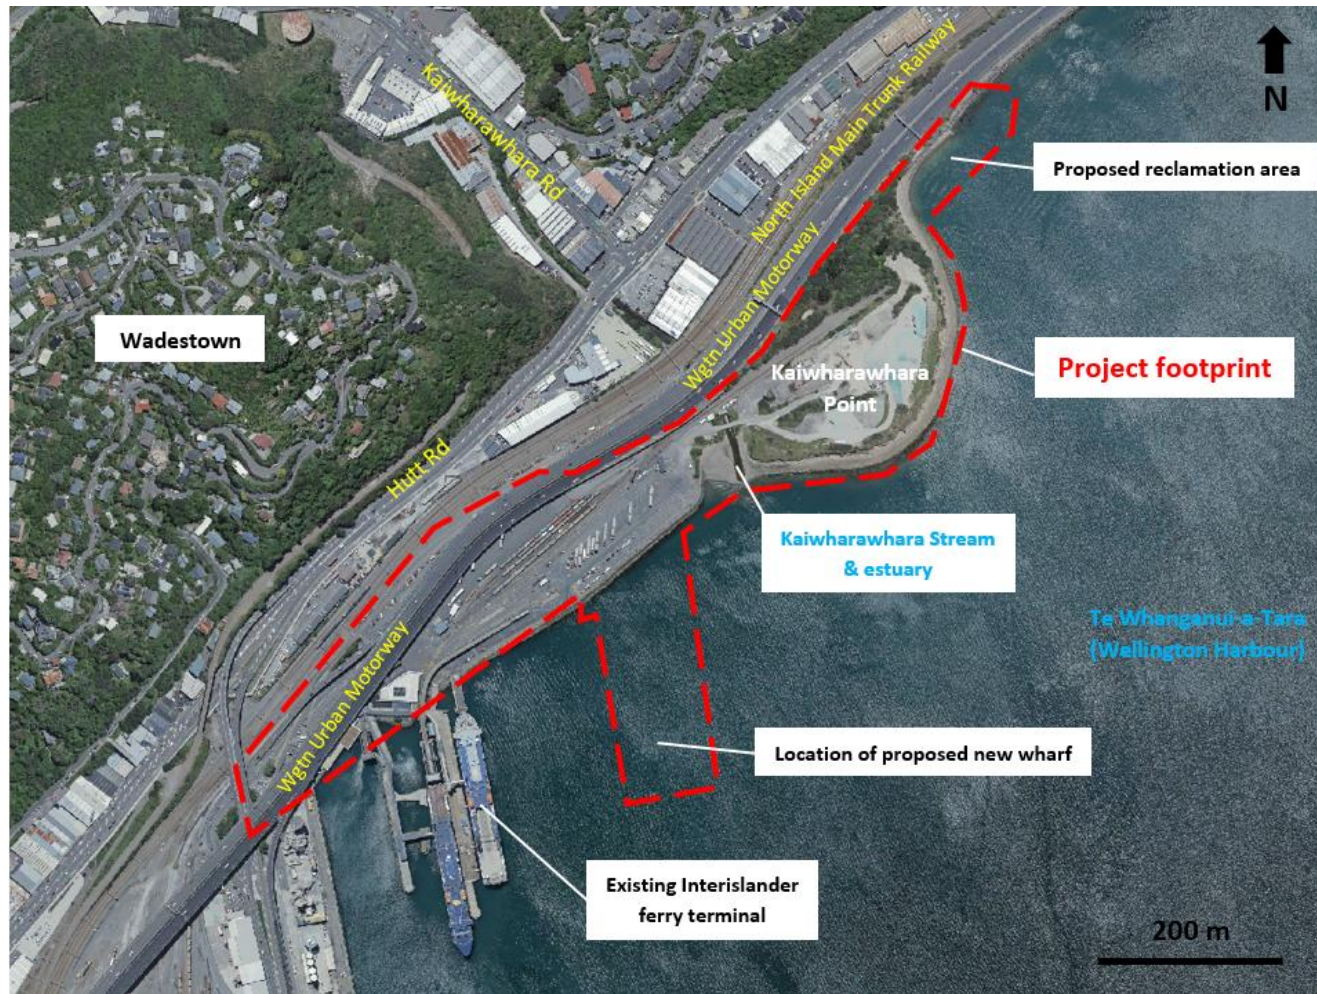 N
Kaiwharawhara Rd
North Island Main Trunk Railway
Proposed reclamation area
Wgtn Urban Motorway
Wadestown
Project footprint
Kaiwharawhara
Point
Hutt Rd
Kaiwharawhara Stream
& estuary
Te Whanganui-a-Tara
(Wellington Harbour)
Wgtn Urban Motorway
Location of proposed new wharf
Existing Interislander
ferry terminal
200 m